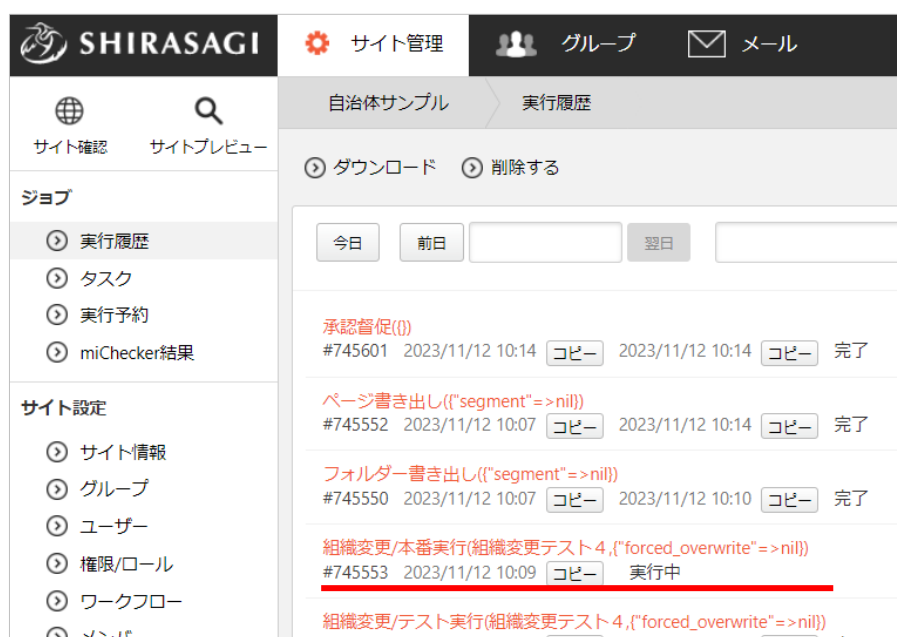 SHIRASAGI
サイト管理
グループ
メール
サイト確認
サイトプレビュー
自治体サンプル
実行履歴
ジョブ
実行履歴
タスク
実行予約
miChecker結果
サイト設定
サイト情報
グループ
ユーザー
権限/ロール
ワークフロー
メンバー
ダウンロード
削除する
今日
前日
翌日
承認督促({})
#745601 2023/11/12 10:14 コピー 2023/11/12 10:14 コピー 完了
ページ書き出し({"segment"=>nil})
#745552 2023/11/12 10:07 コピー 2023/11/12 10:14 コピー 完了
フォルダー書き出し({"segment"=>nil})
#745550 2023/11/12 10:07 コピー 2023/11/12 10:10 コピー 完了
組織変更/本番実行(組織変更テスト４,{"forced_overwrite"=>nil})
#745553 2023/11/12 10:09 コピー 実行中
組織変更/テスト実行(組織変更テスト４,{"forced_overwrite"=>nil})